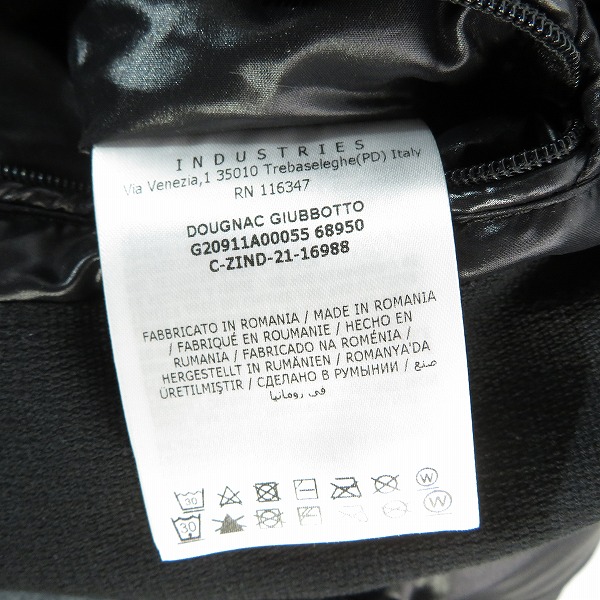 INDUSTRIES
Via Venezia,1 35010 Trebaseleghe(PD) Italy
RN 116347
DOUGNAC GIUBBOTTO
G20911A00055 68950
C-ZIND-21-16988
FABBRICATO IN ROMANIA / MADE IN ROMANIA
/ FABRIQUÉ EN ROUMANIE / HECHO EN
RUMANIA / FABRICADO NA ROMÉNIA /
HERGESTELLT IN RUMÄNIEN / ROMANYA'DA
ÜRETILMIŞTIR / СДЕЛАНО В РУМЫНИИ / صنع
في رومانيا
30 W
30 W